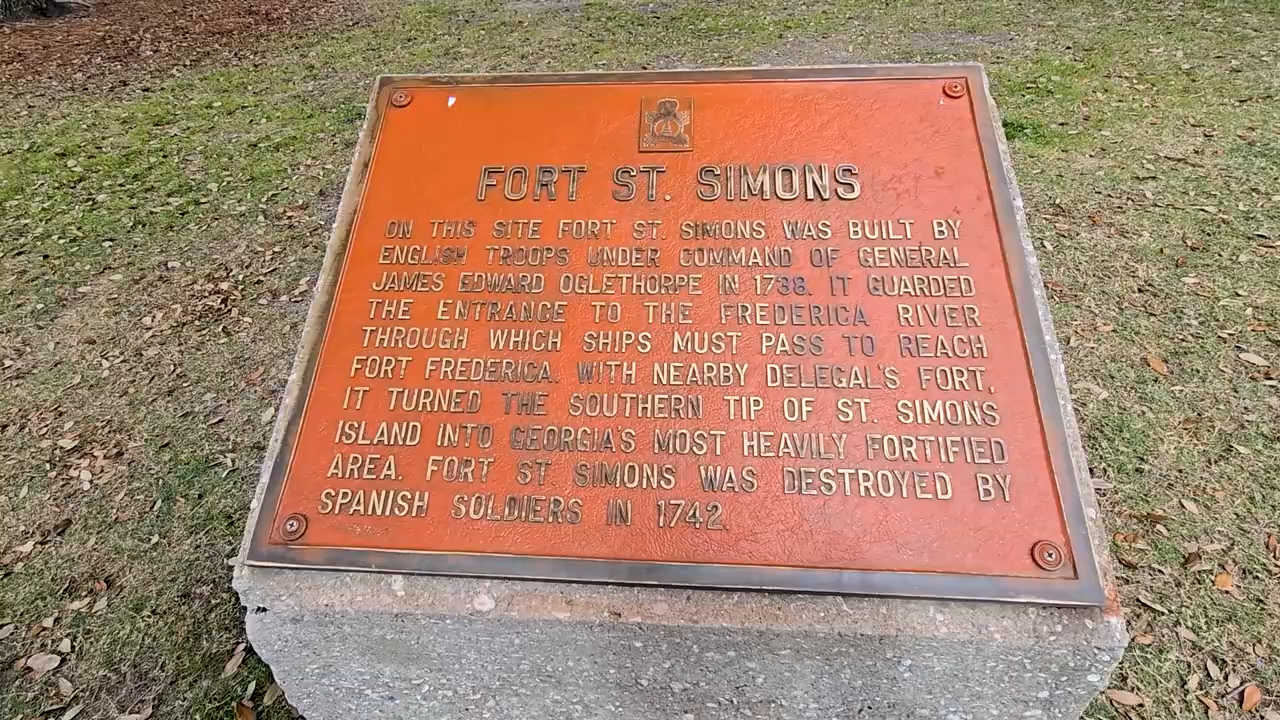 FORT ST. SIMONS
ON THIS SITE FORT ST. SIMONS WAS BUILT BY
ENGLISH TROOPS UNDER COMMAND OF GENERAL
JAMES EDWARD OGLETHORPE IN 1738. IT GUARDED
THE ENTRANCE TO THE FREDERICA RIVER
THROUGH WHICH SHIPS MUST PASS TO REACH
FORT FREDERICA. WITH NEARBY DELEGAL'S FORT,
IT TURNED THE SOUTHERN TIP OF ST. SIMONS
ISLAND INTO GEORGIA'S MOST HEAVILY FORTIFIED
AREA. FORT ST. SIMONS WAS DESTROYED BY
SPANISH SOLDIERS IN 1742.